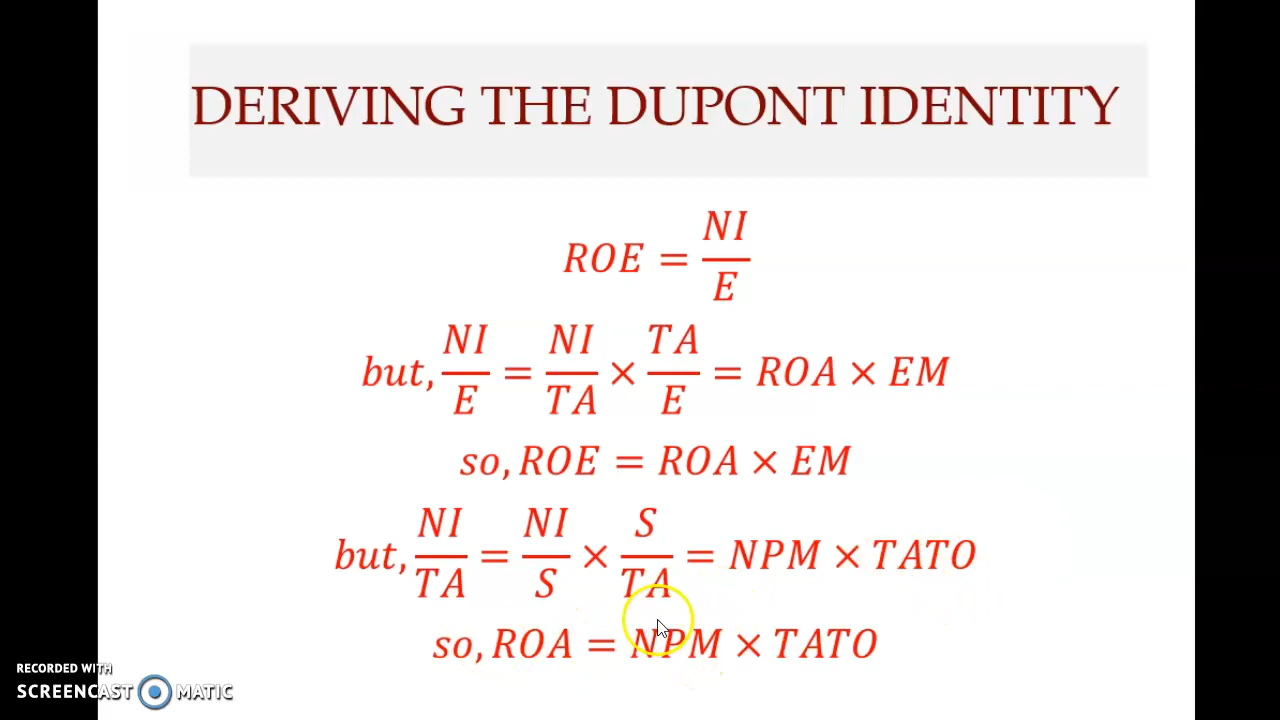 DERIVING THE DUPONT IDENTITY
ROE = NI/E
but, NI/E = NI/TA × TA/E = ROA × EM
so, ROE = ROA × EM
but, NI/TA = NI/S × S/TA = NPM × TATO
so, ROA = NPM × TATO
RECORDED WITH
SCREENCAST MATIC